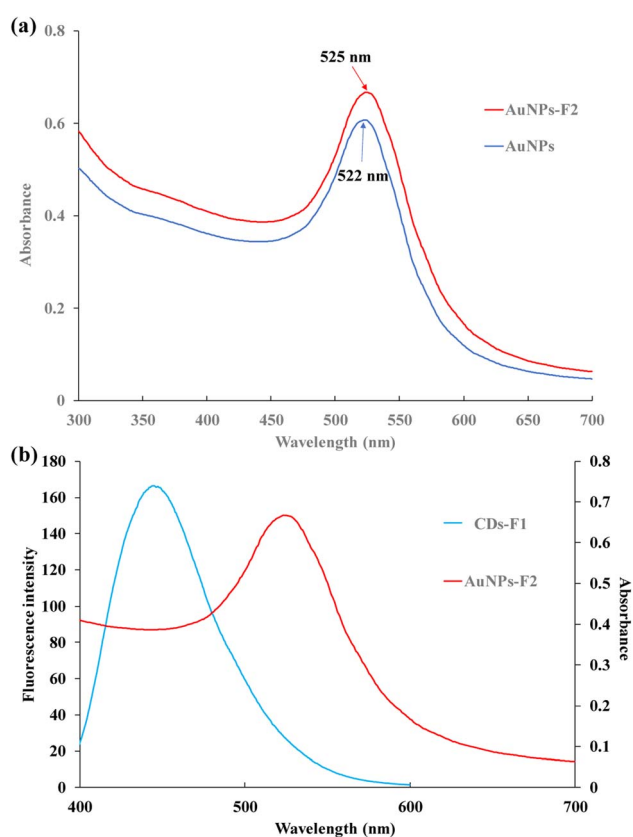 (a)
0.8
0.6
0.4
0.2
0
Absorbance
525 nm
522 nm
AuNPs-F2
AuNPs
300 350 400 450 500 550 600 650 700
Wavelength (nm)
(b)
180
160
140
120
100
80
60
40
20
0
Fluorescence intensity
CDs-F1
AuNPs-F2
0.8
0.7
0.6
0.5
0.4
0.3
0.2
0.1
0
Absorbance
400 500 600 700
Wavelength (nm)